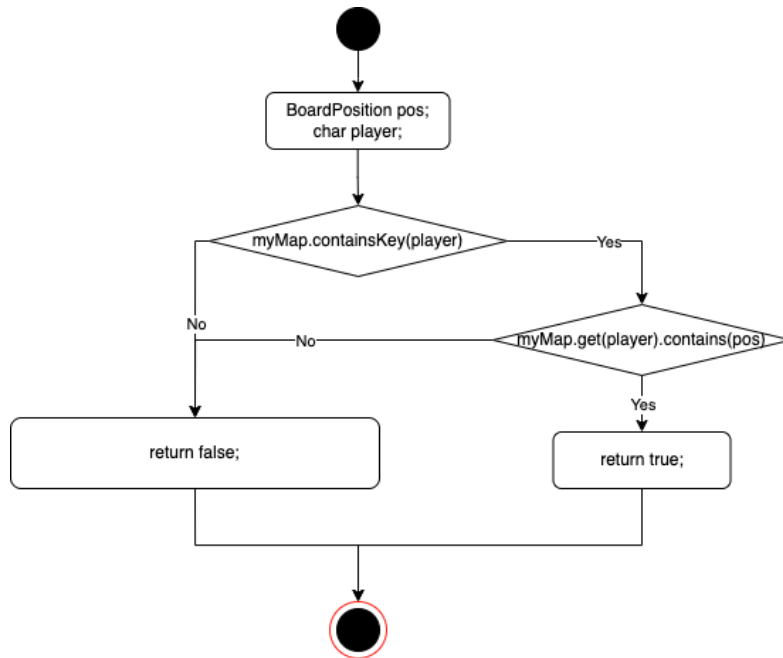 BoardPosition pos;
char player;
myMap.containsKey(player)
Yes
No
No
myMap.get(player).contains(pos)
Yes
return false;
return true;